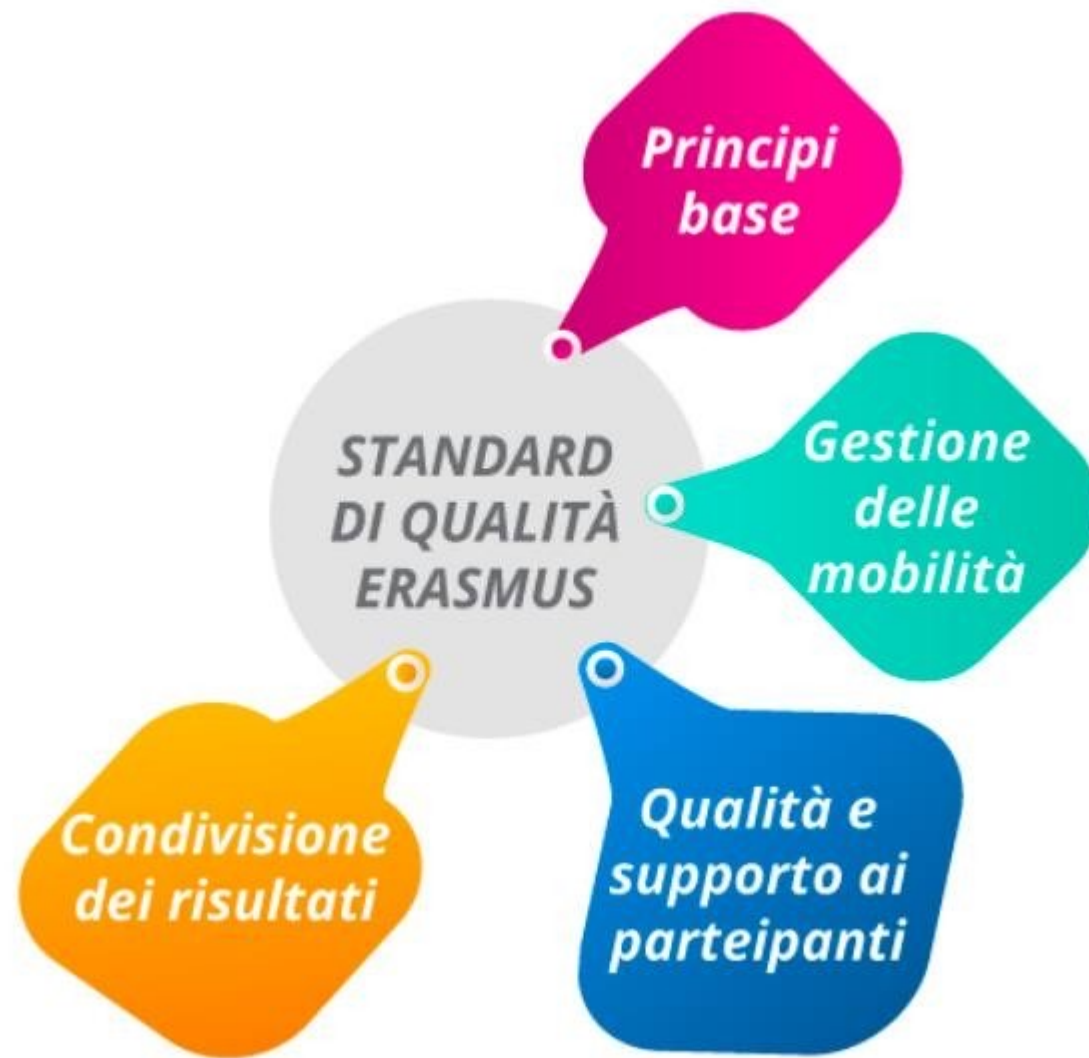 STANDARD
DI QUALITÀ
ERASMUS
Principi
base
Gestione
delle
mobilità
Qualità e
supporto ai
parteipanti
Condivisione
dei risultati